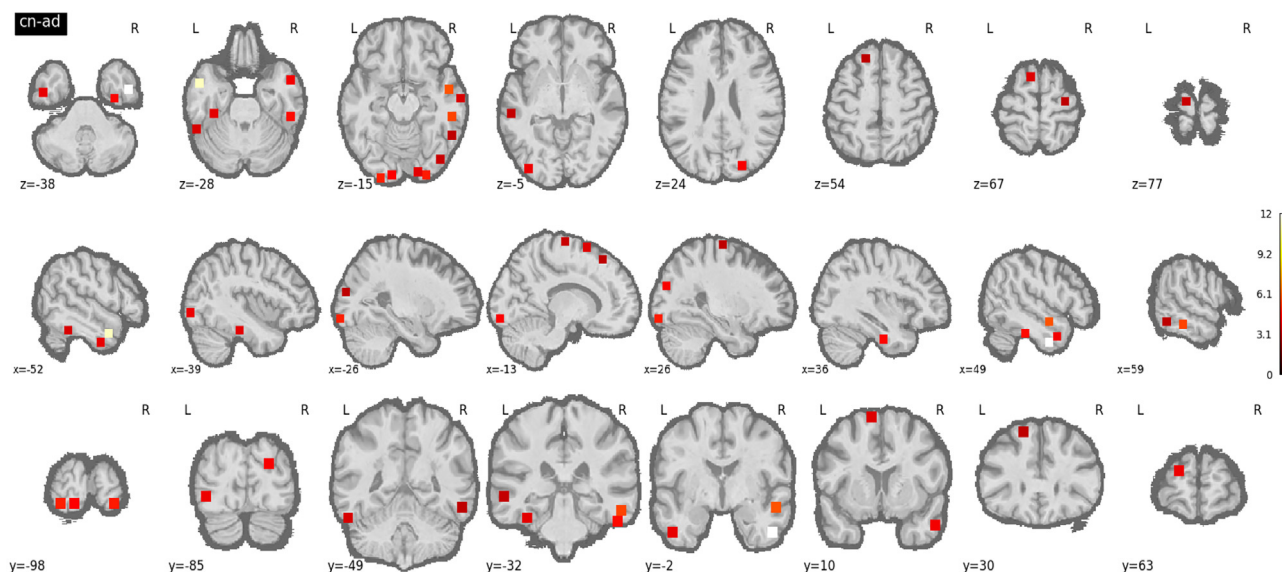 cn-ad
L R L R L R L R L R L R L R L R
z=-38 z=-28 z=-15 z=-5 z=24 z=54 z=67 z=77
12
9.2
6.1
3.1
0
x=-52 x=-39 x=-26 x=-13 x=26 x=36 x=49 x=59
L R L R L R L R L R L R L R L R
y=-98 y=-85 y=-49 y=-32 y=-2 y=10 y=30 y=63